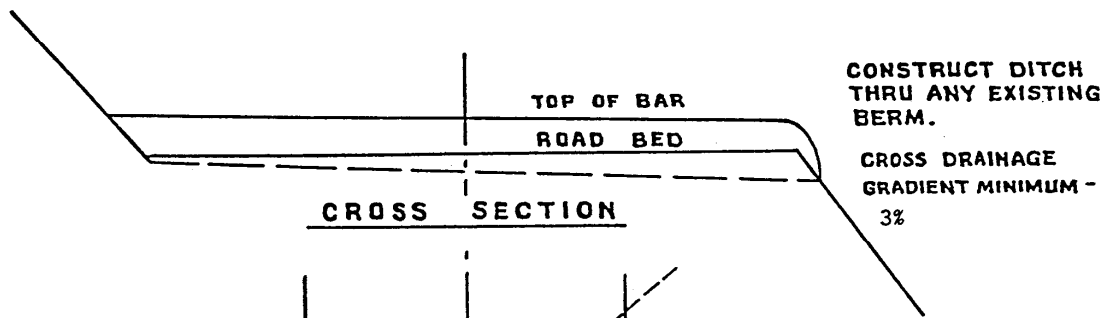 TOP OF BAR
ROAD BED
CROSS SECTION
CONSTRUCT DITCH
THRU ANY EXISTING
BERM.
CROSS DRAINAGE
GRADIENT MINIMUM -
3%